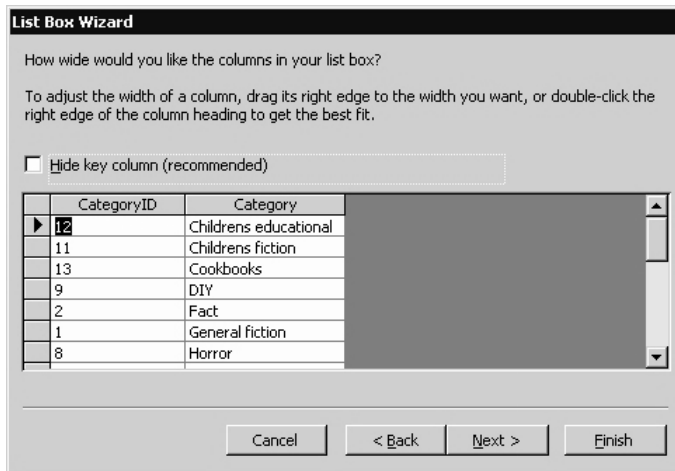 List Box Wizard
How wide would you like the columns in your list box?
To adjust the width of a column, drag its right edge to the width you want, or double-click the
right edge of the column heading to get the best fit.
Hide key column (recommended)
CategoryID Category
12 Childrens educational
11 Childrens fiction
13 Cookbooks
9 DIY
2 Fact
1 General fiction
8 Horror
Cancel < Back Next > Finish